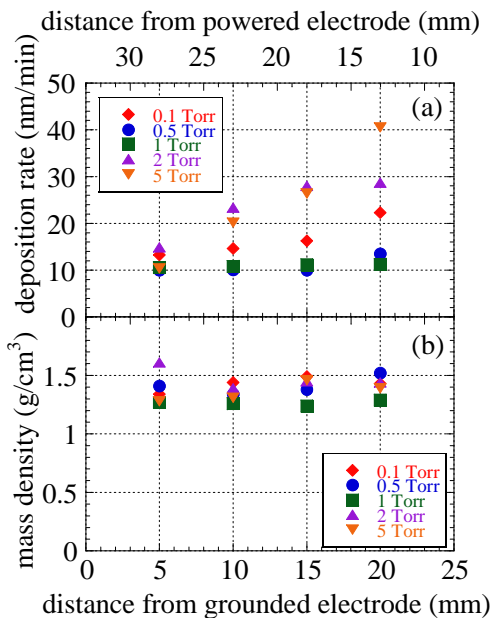 distance from powered electrode (mm)
30 20 10
50
40
30
20
10
0
deposition rate (nm/min)
(a)
0.1 Torr
0.5 Torr
1 Torr
2 Torr
5 Torr
1.5
1
0.5
0
mass density (g/cm³)
(b)
0.1 Torr
0.5 Torr
1 Torr
2 Torr
5 Torr
0 5 10 15 20 25
distance from grounded electrode (mm)